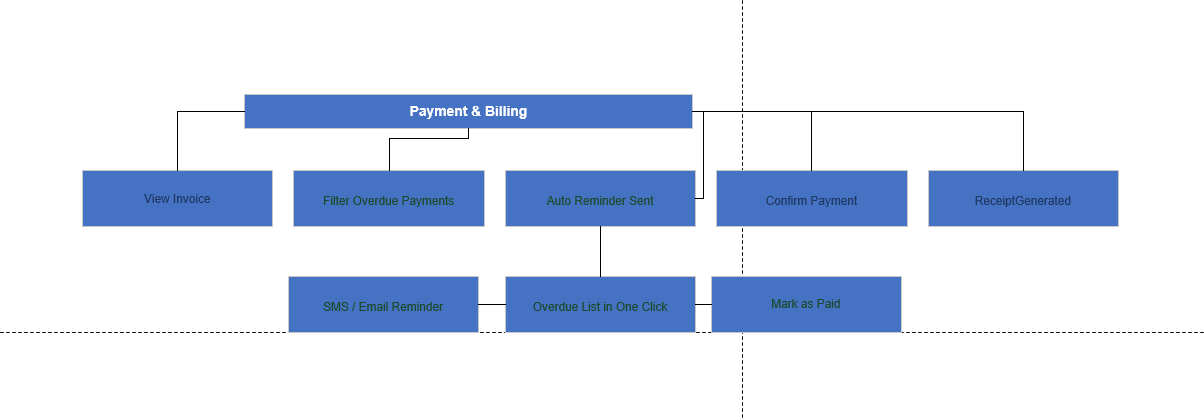 Payment & Billing
View Invoice
Filter Overdue Payments
Auto Reminder Sent
Confirm Payment
ReceiptGenerated
SMS / Email Reminder
Overdue List in One Click
Mark as Paid